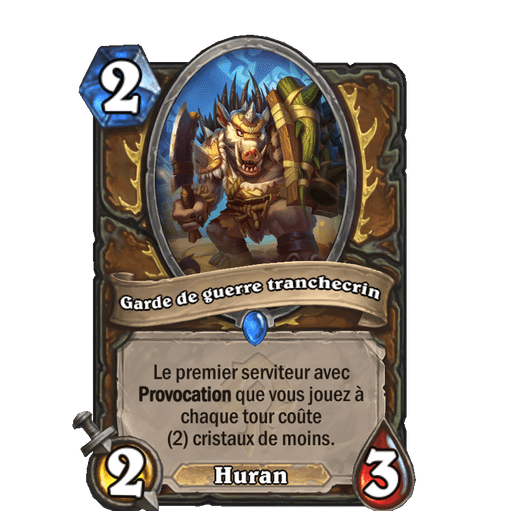 2
Garde de guerre tranchecrin
Le premier serviteur avec
Provocation que vous jouez à
chaque tour coûte
(2) cristaux de moins.
2
Huran
3